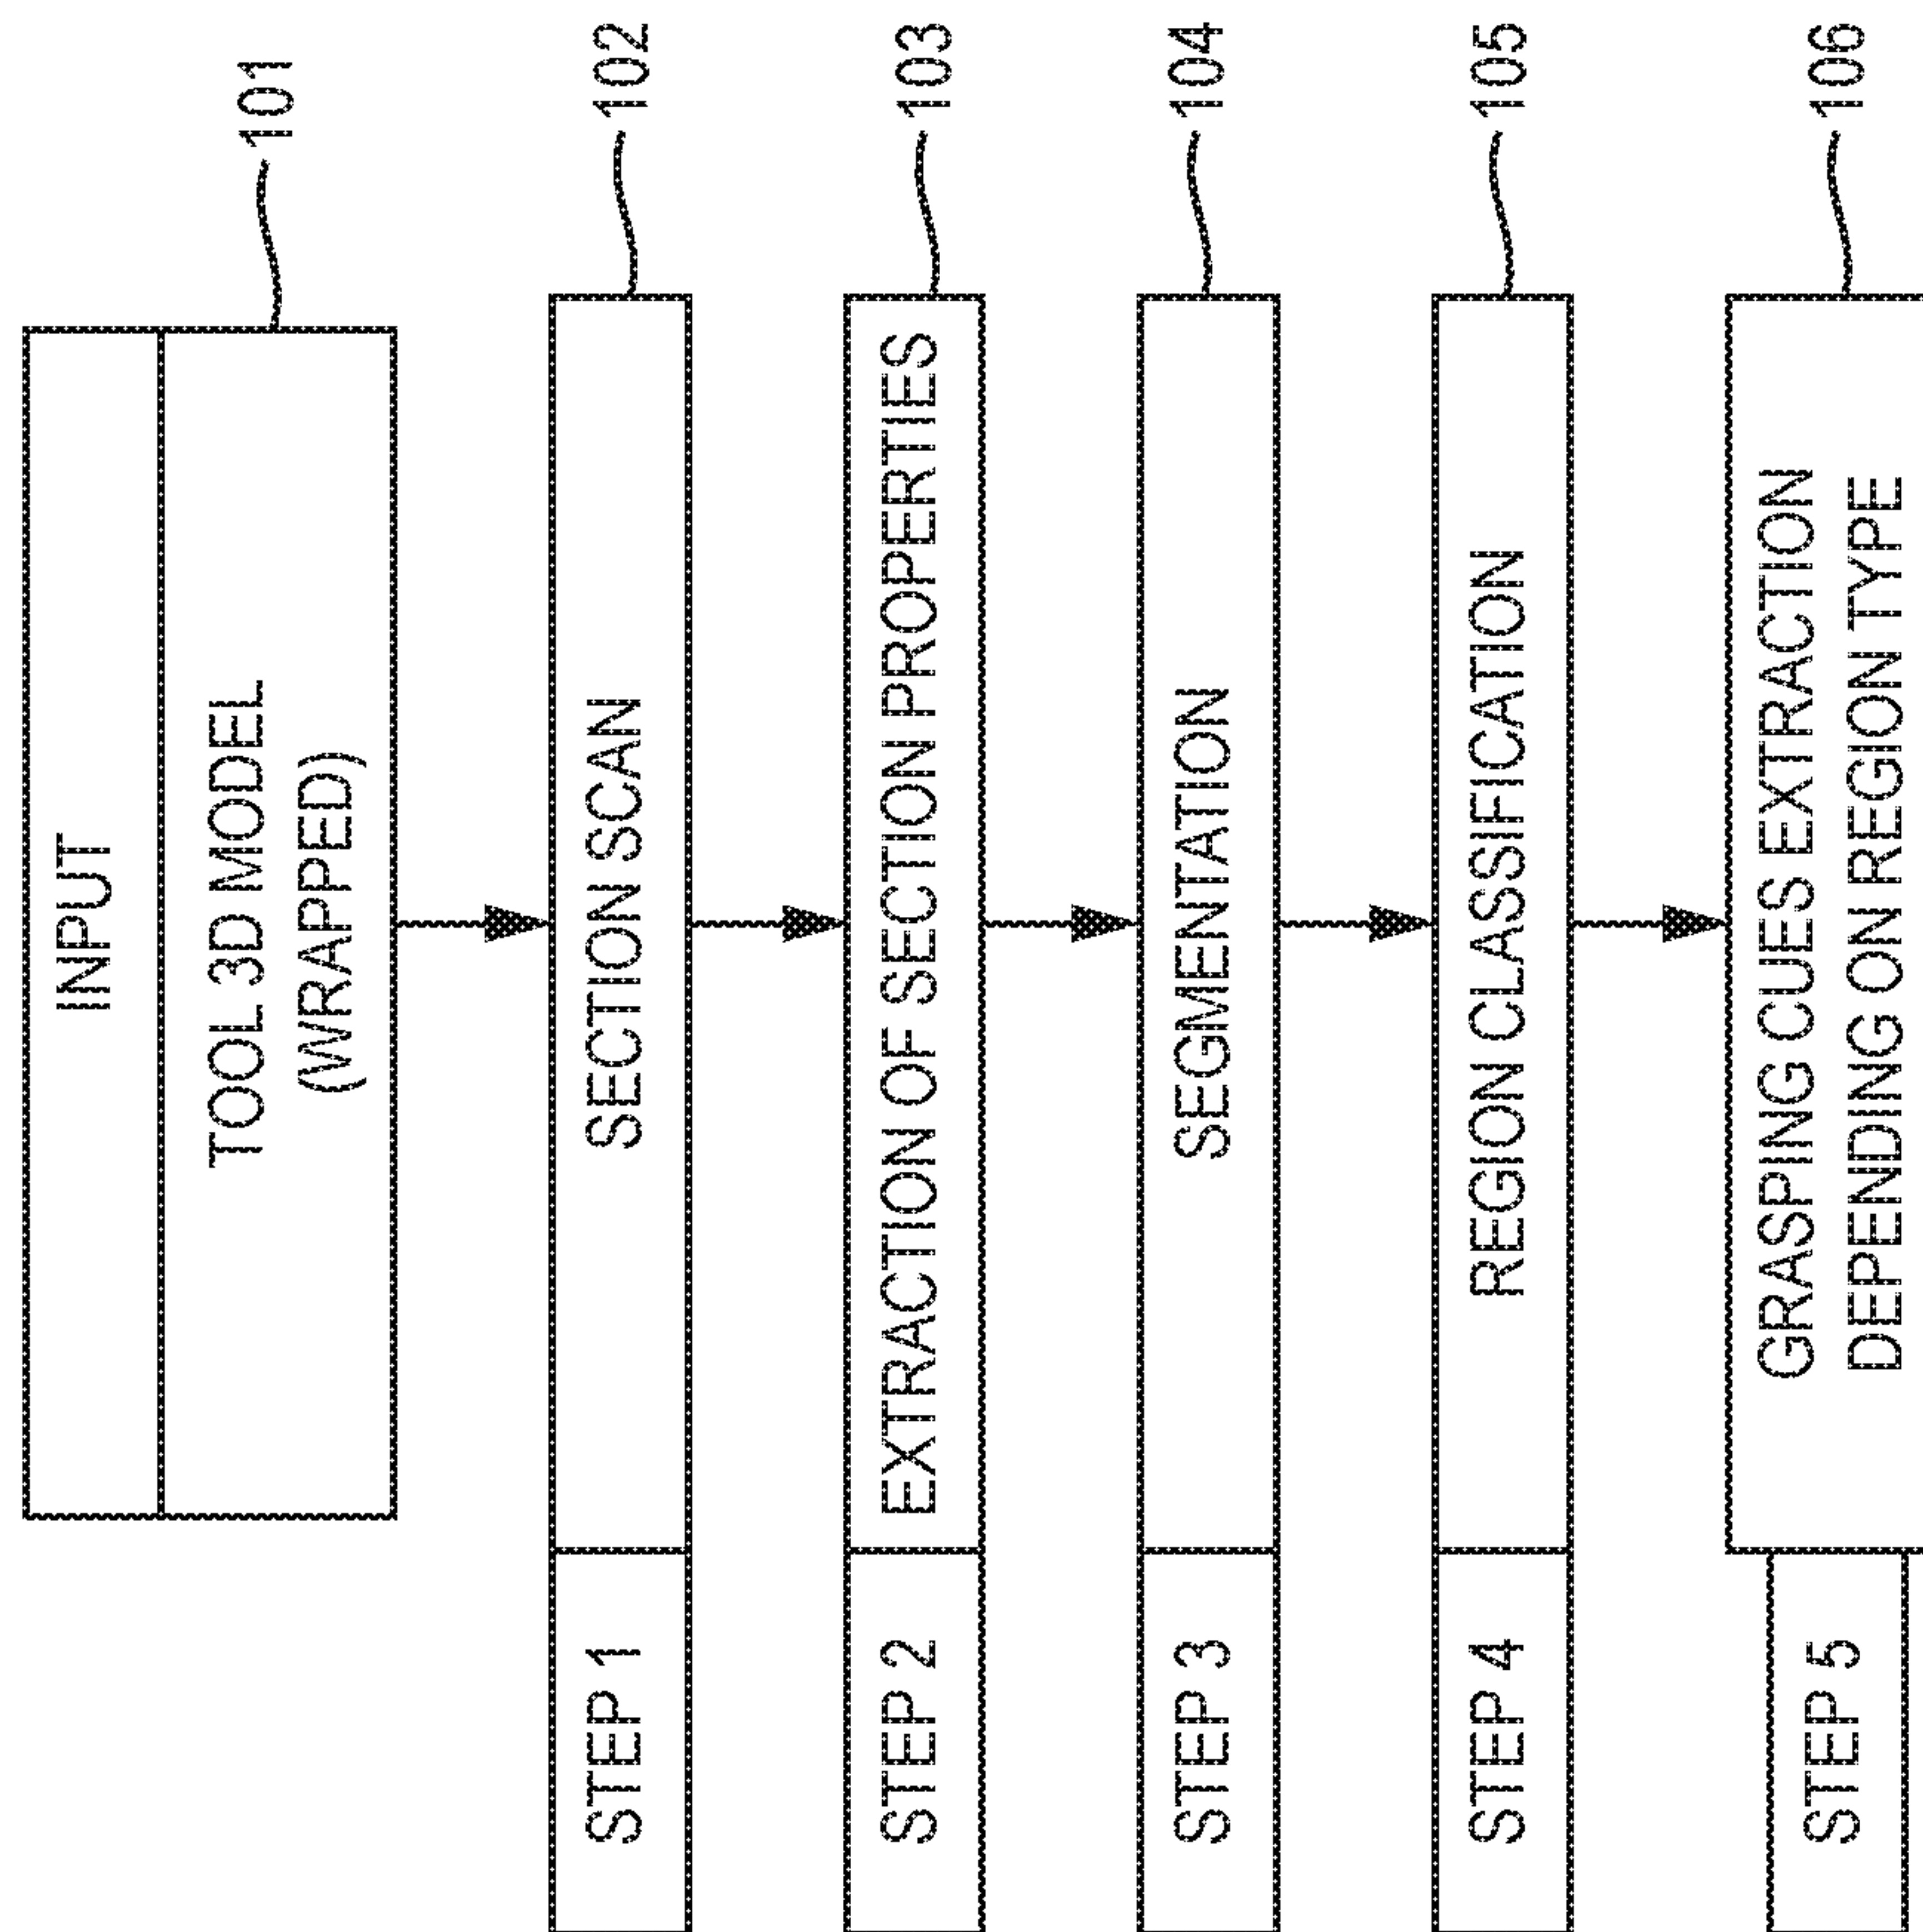 INPUT
TOOL 3D MODEL
(WRAPPED)
101
STEP 1
SECTION SCAN
102
STEP 2
EXTRACTION OF SECTION PROPERTIES
103
STEP 3
SEGMENTATION
104
STEP 4
REGION CLASSIFICATION
105
STEP 5
GRASPING CUES EXTRACTION
DEPENDING ON REGION TYPE
106